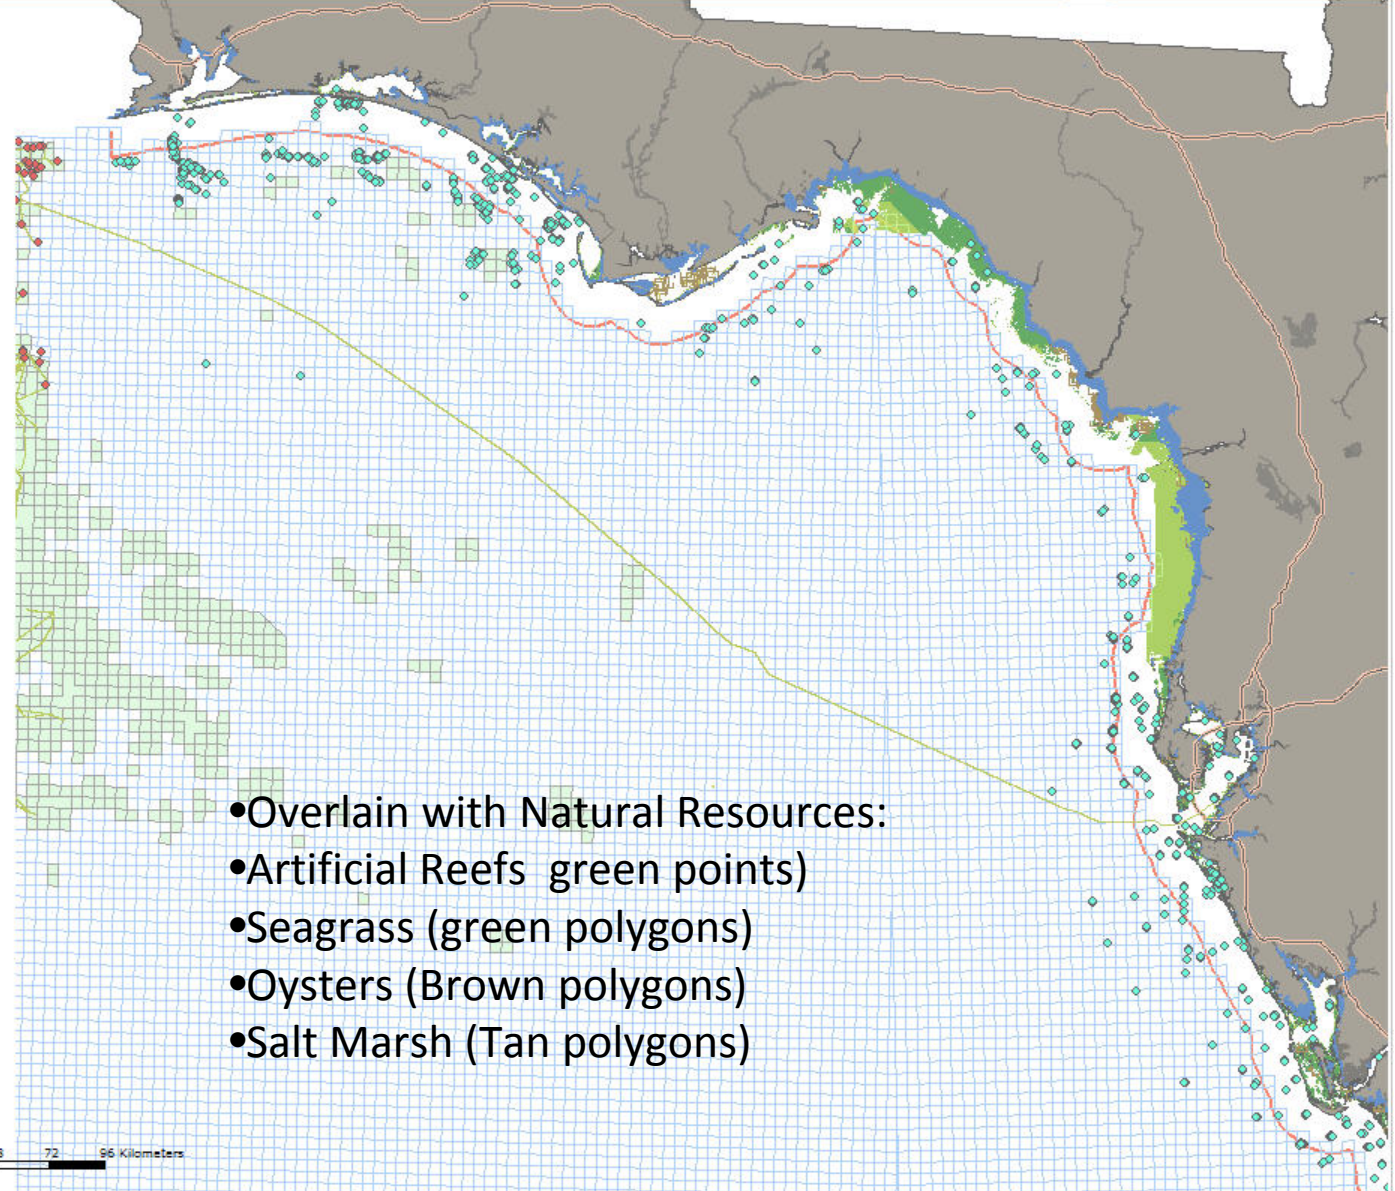 •Overlain with Natural Resources:
•Artificial Reefs  green points)
•Seagrass (green polygons)
•Oysters (Brown polygons)
•Salt Marsh (Tan polygons)
72 96 Kilometers